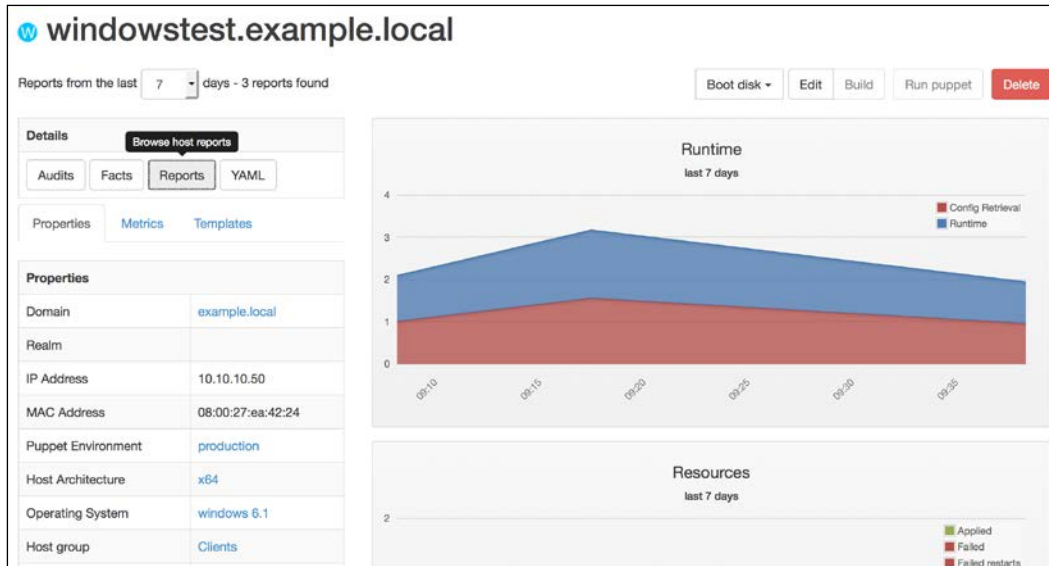 W windowstest.example.local
Reports from the last 7 days - 3 reports found
Boot disk Edit Build Run puppet Delete
Details
Browse host reports
Audits Facts Reports YAML
Properties Metrics Templates
Properties
Domain example.local
Realm
IP Address 10.10.10.50
MAC Address 08:00:27:ea:42:24
Puppet Environment production
Host Architecture x64
Operating System windows 6.1
Host group Clients
Runtime
last 7 days
4
3
2
1
0
Config Retrieval
Runtime
09:10 09:15 09:20 09:25 09:30 09:35
Resources
last 7 days
2
Applied
Failed
Failed restarts